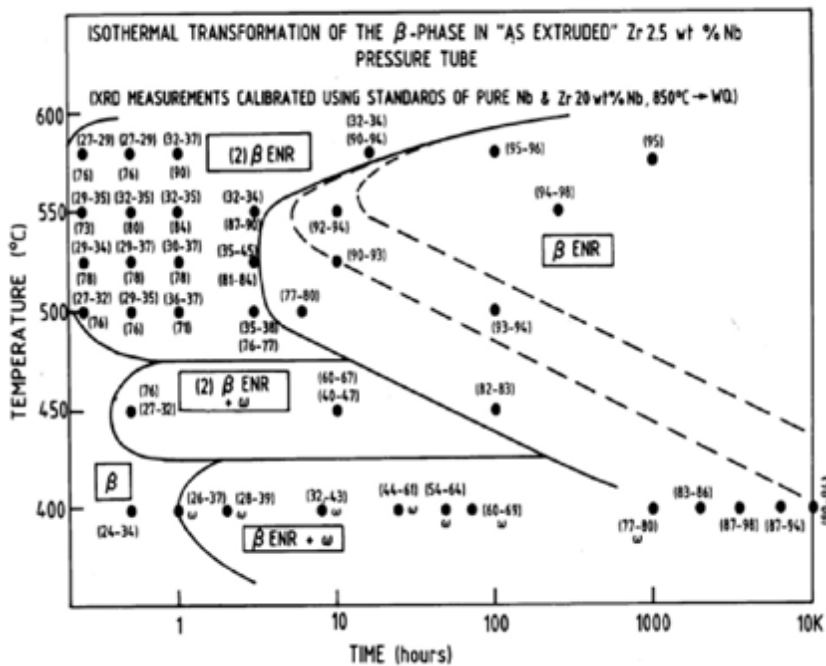 ISOTHERMAL TRANSFORMATION OF THE β-PHASE IN "AS EXTRUDED" Zr 2.5 wt % Nb
PRESSURE TUBE
(XRD MEASUREMENTS CALIBRATED USING STANDARDS OF PURE Nb & Zr 20 wt% Nb, 850°C → WQ.)
(32-34)
600
(27-29) (27-29) (32-37) (2) β ENR (90-94) (95-96) (95)
(76) (76) (90)
(29-35) (32-35) (32-35) (32-34) (94-98)
550
(73) (80) (84) (87-90) (92-94)
(29-34) (29-37) (30-37) (35-45) (90-93) β ENR
(78) (78) (78) (81-84)
(27-32) (29-35) (36-37) (77-80)
500
(76) (76) (71) (35-38) (93-94)
(76-77)
(76) (2) β ENR (60-67) (82-83)
450
(27-32) + ω (40-47)
β
(26-37) (28-39) (32-43) (44-61) (54-64) (83-86)
400
ω ω ω ω
(24-34) ω (60-69) (77-80) (87-98) (87-94)
β ENR + ω ω ω
1 10 100 1000 10K
TIME (hours)
TEMPERATURE (°C)